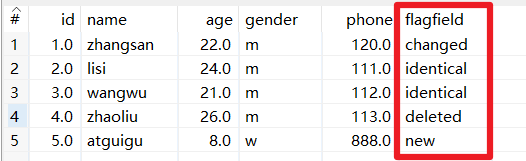 # id name age gender phone flagfield
1 1.0 zhangsan 22.0 m 120.0 changed
2 2.0 lisi 24.0 m 111.0 identical
3 3.0 wangwu 21.0 m 112.0 identical
4 4.0 zhaoliu 26.0 m 113.0 deleted
5 5.0 atguigu 8.0 w 888.0 new